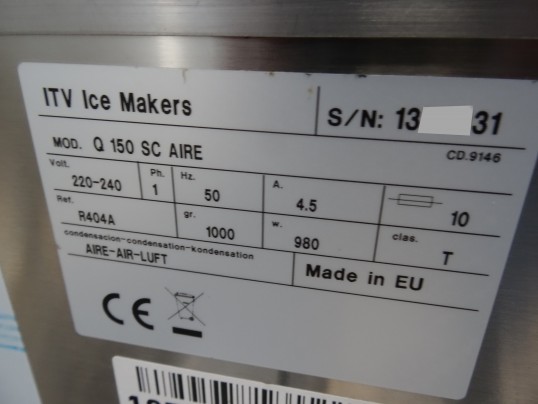 ITV Ice Makers
S/N: 13 31
MOD. Q 150 SC AIRE
CD.9146
Volt. 220-240
Ph. 1
Hz. 50
A. 4.5
10
Ref. R404A
gr. 1000
w. 980
clas. T
condensacion-condensation-kondensation
AIRE-AIR-LUFT
Made in EU
CE